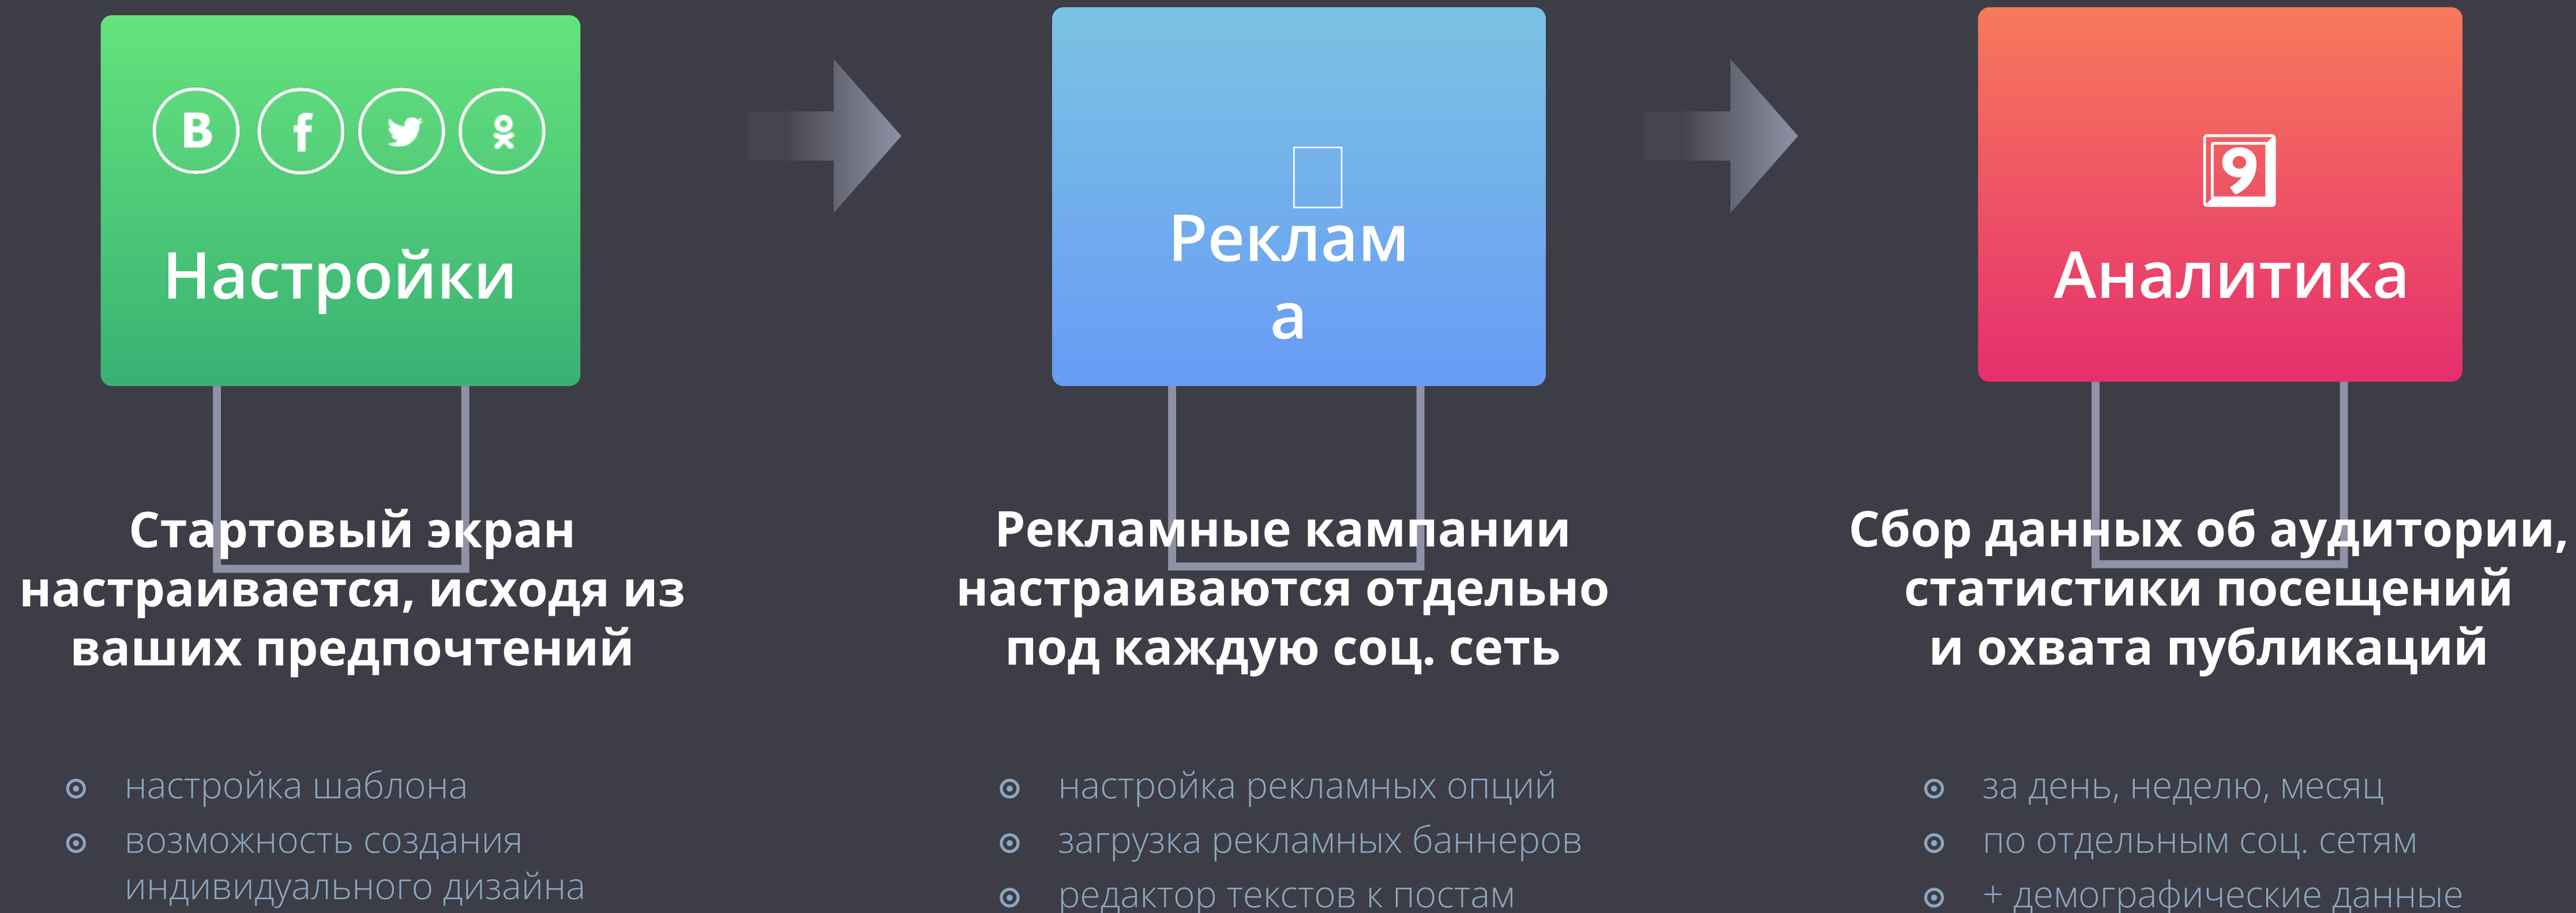 Настройки
Реклам
а
9
Аналитика
Стартовый экран
настраивается, исходя из
ваших предпочтений
Рекламные кампании
настраиваются отдельно
под каждую соц. сеть
Сбор данных об аудитории,
статистики посещений
и охвата публикаций
настройка шаблона
возможность создания
индивидуального дизайна
настройка рекламных опций
загрузка рекламных баннеров
редактор текстов к постам
за день, неделю, месяц
по отдельным соц. сетям
+ демографические данные